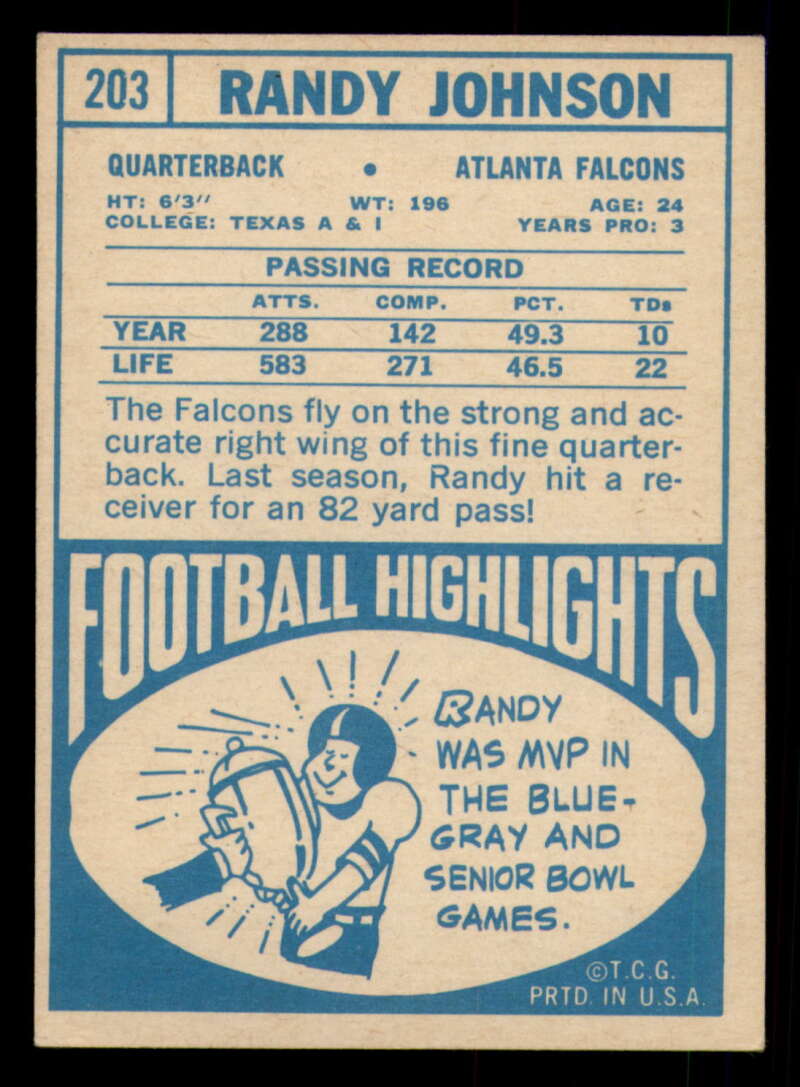 203 RANDY JOHNSON
QUARTERBACK • ATLANTA FALCONS
HT: 6'3" WT: 196 AGE: 24
COLLEGE: TEXAS A & I YEARS PRO: 3
PASSING RECORD
ATTS. COMP. PCT. TDs
YEAR 288 142 49.3 10
LIFE 583 271 46.5 22
The Falcons fly on the strong and ac-
curate right wing of this fine quarter-
back. Last season, Randy hit a re-
ceiver for an 82 yard pass!
FOOTBALL HIGHLIGHTS
RANDY
WAS MVP IN
THE BLUE-
GRAY AND
SENIOR BOWL
GAMES.
©T.C.G.
PRTD. IN U.S.A.